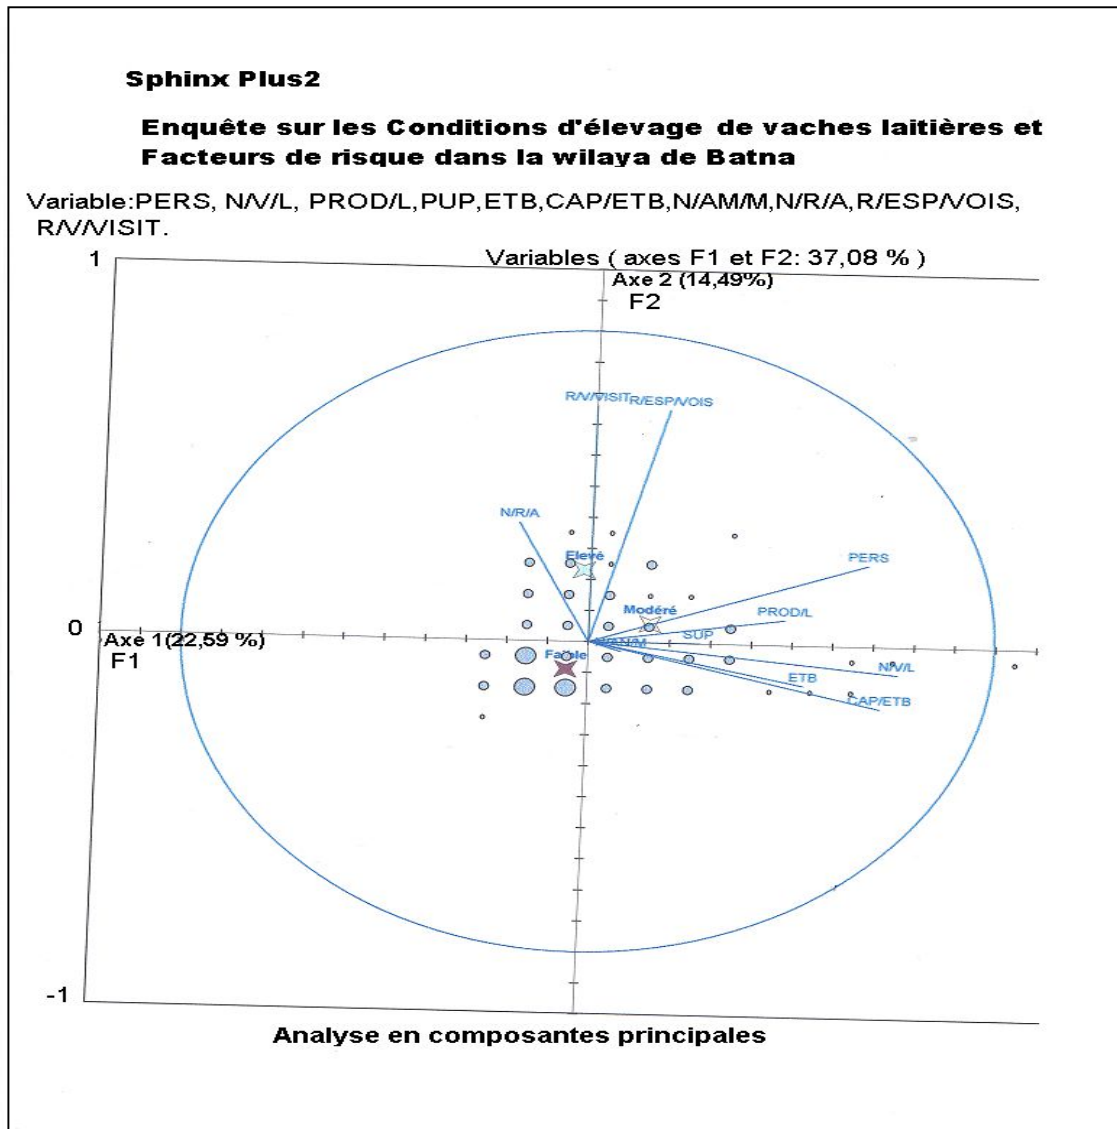 Sphinx Plus2
Enquête sur les Conditions d'élevage de vaches laitières et
Facteurs de risque dans la wilaya de Batna
Variable:PERS, N/V/L, PROD/L,PUP,ETB,CAP/ETB,N/AM/M,N/R/A,R/ESP/VOIS,
R/V/VISIT.
1
Variables ( axes F1 et F2: 37,08 % )
Axe 2 (14,49%)
F2
R/V/VISIT R/ESP/VOIS
N/R/A
Elevé
PERS
Modéré
PROD/L
0
Axe 1(22,59 %)
SUP
F1
Faible
N/V/L
ETB
CAP/ETB
-1
Analyse en composantes principales